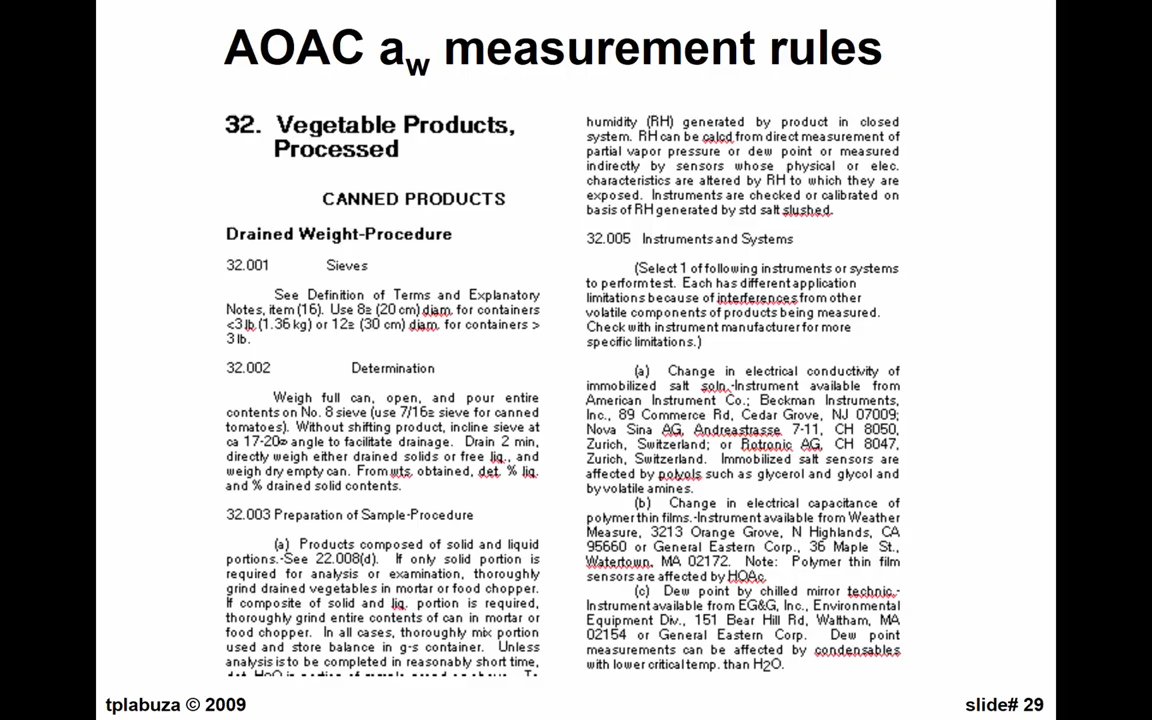 AOAC aw measurement rules
32. Vegetable Products,
Processed
CANNED PRODUCTS
Drained Weight-Procedure
32.001 Sieves
See Definition of Terms and Explanatory
Notes, item (16). Use 8≥ (20 cm) diam. for containers
<3 lb (1.36 kg) or 12≥ (30 cm) diam. for containers >
3 lb.
32.002 Determination
Weigh full can, open, and pour entire
contents on No. 8 sieve (use 7/16≥ sieve for canned
tomatoes). Without shifting product, incline sieve at
ca 17-20∞ angle to facilitate drainage. Drain 2 min,
directly weigh either drained solids or free liq., and
weigh dry empty can. From wts. obtained, det. % liq.
and % drained solid contents.
32.003 Preparation of Sample-Procedure
(a) Products composed of solid and liquid
portions.-See 22.008(d). If only solid portion is
required for analysis or examination, thoroughly
grind drained vegetables in mortar or food chopper.
If composite of solid and liq. portion is required,
thoroughly grind entire contents of can in mortar or
food chopper. In all cases, thoroughly mix portion
used and store balance in g-s container. Unless
analysis is to be completed in reasonably short time,
humidity (RH) generated by product in closed
system. RH can be calcd from direct measurement of
partial vapor pressure or dew point or measured
indirectly by sensors whose physical or elec.
characteristics are altered by RH to which they are
exposed. Instruments are checked or calibrated on
basis of RH generated by std salt slushed.
32.005 Instruments and Systems
(Select 1 of following instruments or systems
to perform test. Each has different application
limitations because of interferences from other
volatile components of products being measured.
Check with instrument manufacturer for more
specific limitations.)
(a) Change in electrical conductivity of
immobilized salt soln.-Instrument available from
American Instrument Co.; Beckman Instruments,
Inc., 89 Commerce Rd, Cedar Grove, NJ 07009;
Nova Sina AG, Andreastrasse 7-11, CH 8050,
Zurich, Switzerland; or Rotronic AG, CH 8047,
Zurich, Switzerland. Immobilized salt sensors are
affected by polyols such as glycerol and glycol and
by volatile amines.
(b) Change in electrical capacitance of
polymer thin films.-Instrument available from Weather
Measure, 3213 Orange Grove, N Highlands, CA
95660 or General Eastern Corp., 36 Maple St.,
Watertown, MA 02172. Note: Polymer thin film
sensors are affected by HOAc.
(c) Dew point by chilled mirror technic.-
Instrument available from EG&G, Inc., Environmental
Equipment Div., 151 Bear Hill Rd, Waltham, MA
02154 or General Eastern Corp. Dew point
measurements can be affected by condensables
with lower critical temp. than H2O.
tplabuza © 2009
slide# 29